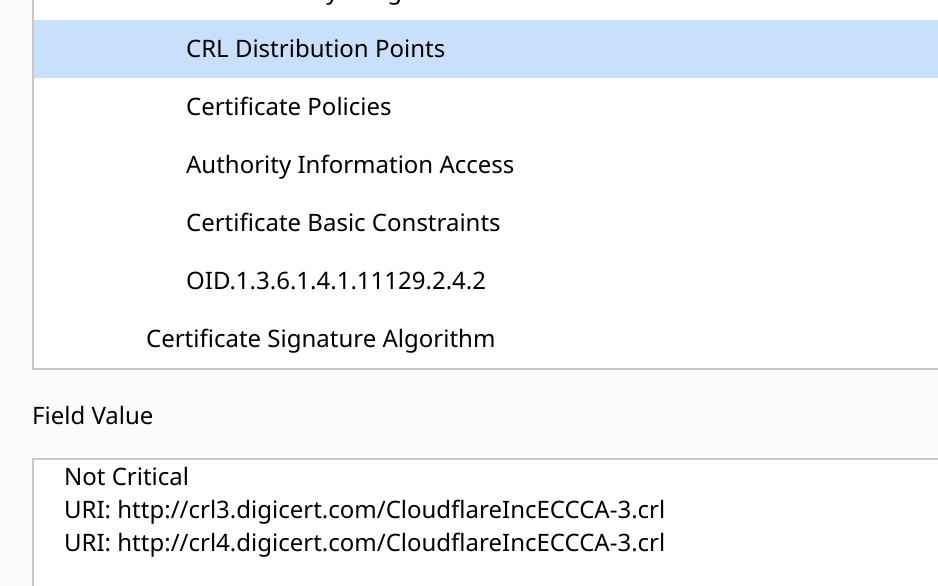 CRL Distribution Points
Certificate Policies
Authority Information Access
Certificate Basic Constraints
OID.1.3.6.1.4.1.11129.2.4.2
Certificate Signature Algorithm
Field Value
Not Critical
URI: http://crl3.digicert.com/CloudflareIncECCCA-3.crl
URI: http://crl4.digicert.com/CloudflareIncECCCA-3.crl